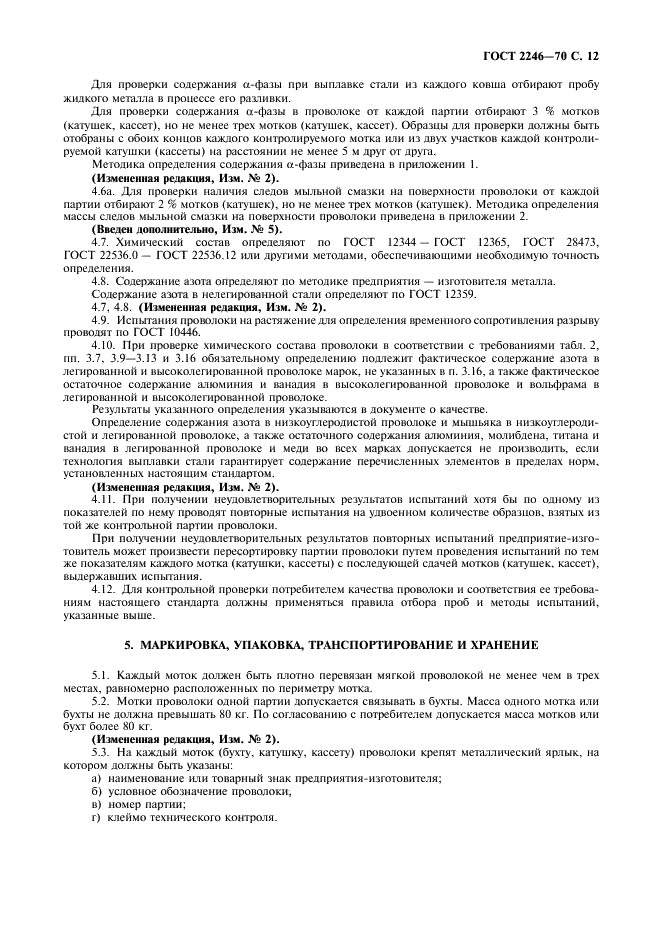 ГОСТ 2246—70 С. 12
Для проверки содержания α-фазы при выплавке стали из каждого ковша отбирают пробу
жидкого металла в процессе его разливки.
Для проверки содержания α-фазы в проволоке от каждой партии отбирают 3 % мотков
(катушек, кассет), но не менее трех мотков (катушек, кассет). Образцы для проверки должны быть
отобраны с обоих концов каждого контролируемого мотка или из двух участков каждой контроли-
руемой катушки (кассеты) на расстоянии не менее 5 м друг от друга.
Методика определения содержания α-фазы приведена в приложении 1.
(Измененная редакция, Изм. № 2).
4.6а. Для проверки наличия следов мыльной смазки на поверхности проволоки от каждой
партии отбирают 2 % мотков (катушек), но не менее трех мотков (катушек). Методика определения
массы следов мыльной смазки на поверхности проволоки приведена в приложении 2.
(Введен дополнительно, Изм. № 5).
4.7. Химический состав определяют по ГОСТ 12344 — ГОСТ 12365, ГОСТ 28473,
ГОСТ 22536.0 — ГОСТ 22536.12 или другими методами, обеспечивающими необходимую точность
определения.
4.8. Содержание азота определяют по методике предприятия — изготовителя металла.
Содержание азота в нелегированной стали определяют по ГОСТ 12359.
4.7, 4.8. (Измененная редакция, Изм. № 2).
4.9. Испытания проволоки на растяжение для определения временного сопротивления разрыву
проводят по ГОСТ 10446.
4.10. При проверке химического состава проволоки в соответствии с требованиями табл. 2,
пп. 3.7, 3.9—3.13 и 3.16 обязательному определению подлежит фактическое содержание азота в
легированной и высоколегированной проволоке марок, не указанных в п. 3.16, а также фактическое
остаточное содержание алюминия и ванадия в высоколегированной проволоке и вольфрама в
легированной и высоколегированной проволоке.
Результаты указанного определения указываются в документе о качестве.
Определение содержания азота в низкоуглеродистой проволоке и мышьяка в низкоуглероди-
стой и легированной проволоке, а также остаточного содержания алюминия, молибдена, титана и
ванадия в легированной проволоке и меди во всех марках допускается не производить, если
технология выплавки стали гарантирует содержание перечисленных элементов в пределах норм,
установленных настоящим стандартом.
(Измененная редакция, Изм. № 2).
4.11. При получении неудовлетворительных результатов испытаний хотя бы по одному из
показателей по нему проводят повторные испытания на удвоенном количестве образцов, взятых из
той же контрольной партии проволоки.
При получении неудовлетворительных результатов повторных испытаний предприятие-изго-
товитель может произвести пересортировку партии проволоки путем проведения испытаний по тем
же показателям каждого мотка (катушки, кассеты) с последующей сдачей мотков (катушек, кассет),
выдержавших испытания.
4.12. Для контрольной проверки потребителем качества проволоки и соответствия ее требова-
ниям настоящего стандарта должны применяться правила отбора проб и методы испытаний,
указанные выше.
5. МАРКИРОВКА, УПАКОВКА, ТРАНСПОРТИРОВАНИЕ И ХРАНЕНИЕ
5.1. Каждый моток должен быть плотно перевязан мягкой проволокой не менее чем в трех
местах, равномерно расположенных по периметру мотка.
5.2. Мотки проволоки одной партии допускается связывать в бухты. Масса одного мотка или
бухты не должна превышать 80 кг. По согласованию с потребителем допускается масса мотков или
бухт более 80 кг.
(Измененная редакция, Изм. № 2).
5.3. На каждый моток (бухту, катушку, кассету) проволоки крепят металлический ярлык, на
котором должны быть указаны:
а) наименование или товарный знак предприятия-изготовителя;
б) условное обозначение проволоки;
в) номер партии;
г) клеймо технического контроля.